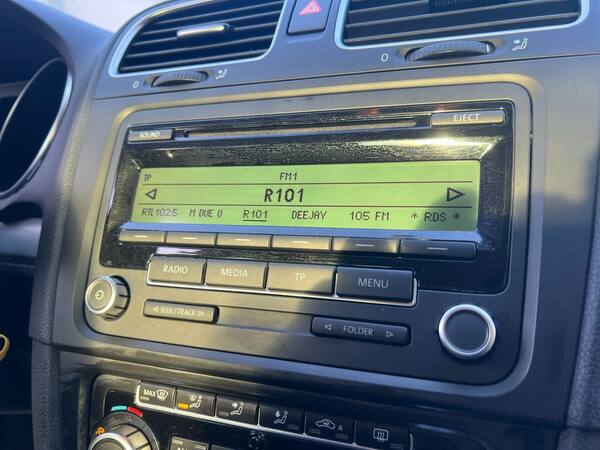 SOUND
EJECT
TP FM1
R101
RTL102.5 M DUE O R101 DEEJAY 105 FM * RDS *
RADIO MEDIA TP MENU
SEEK/TRACK
FOLDER
MAX
A